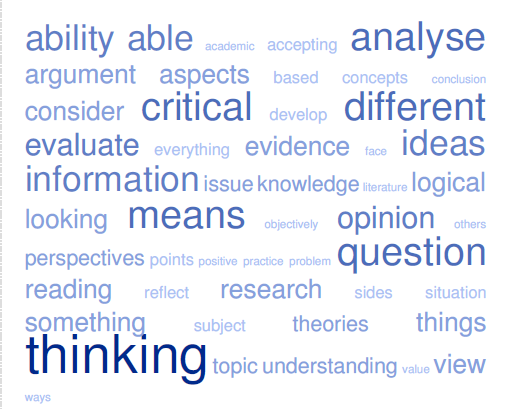 ability able academic accepting analyse
argument aspects based concepts conclusion
consider critical develop different
evaluate everything evidence face ideas
information issue knowledge literature logical
looking means objectively opinion others
perspectives points positive practice problem question
reading reflect research sides situation
something subject theories things
thinking topic understanding value view
ways